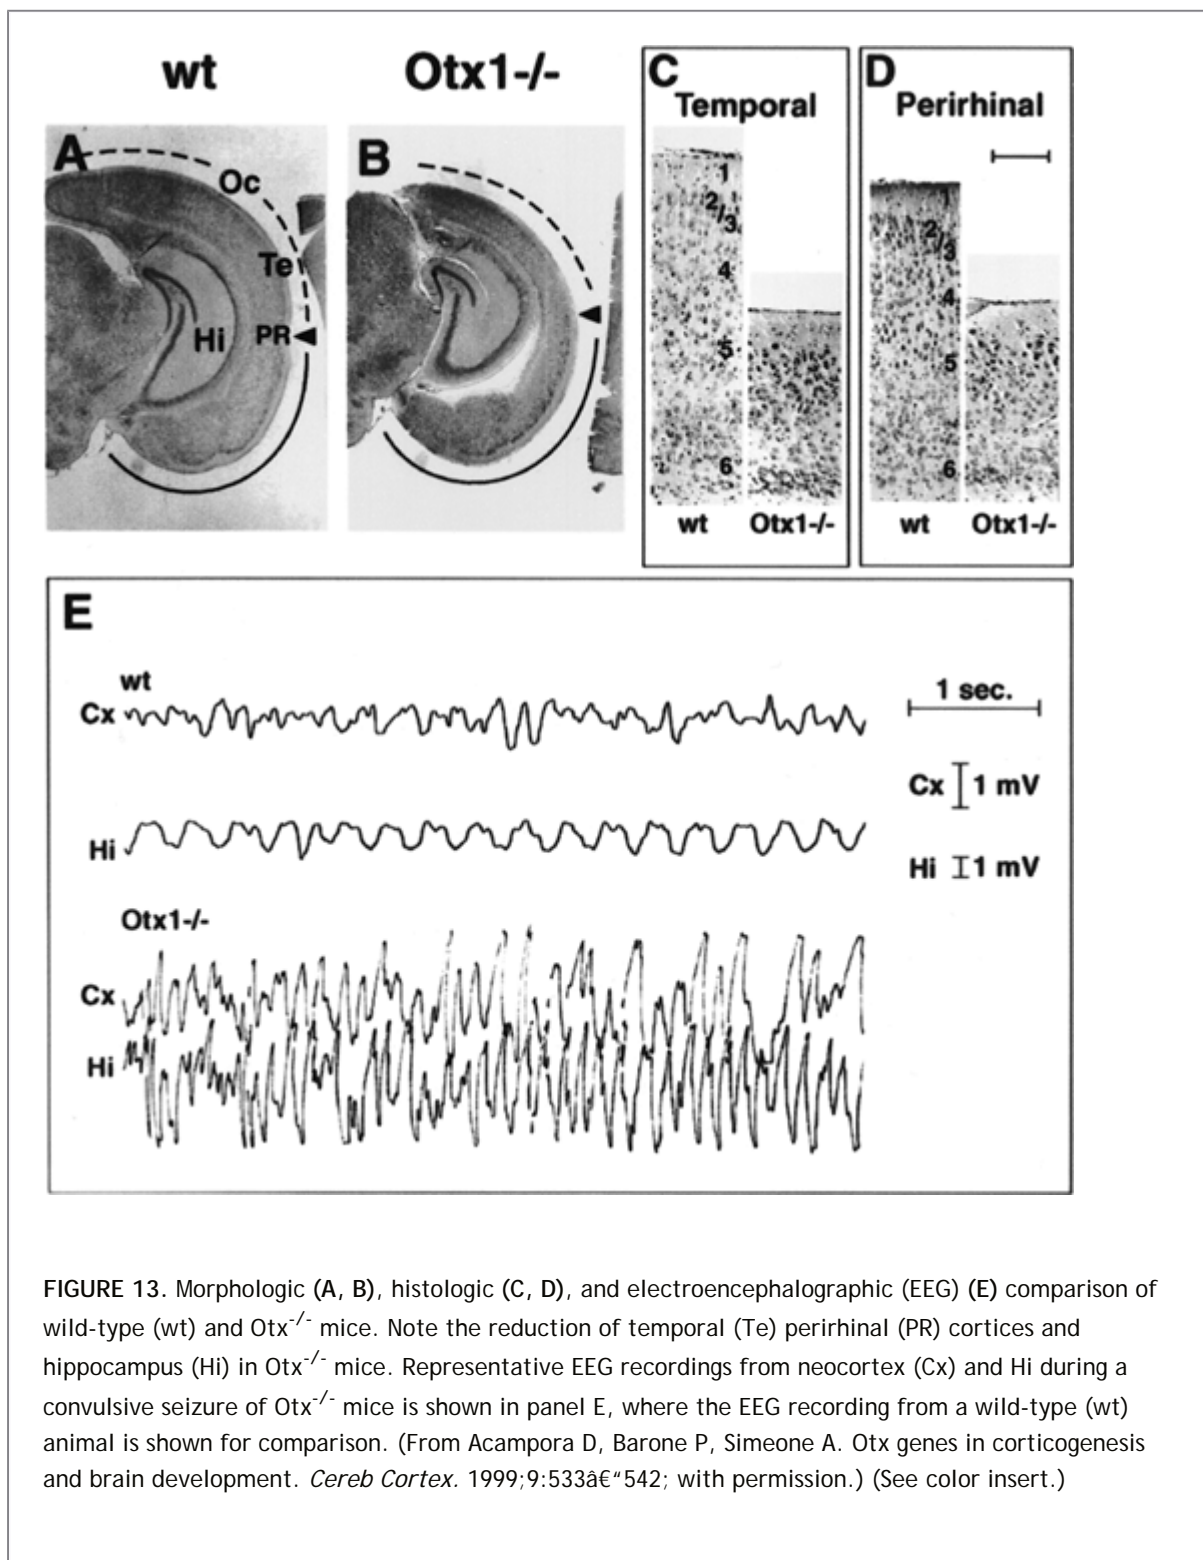 wt
Otx1-/-
A
Oc
Te
Hi
PR
B
C
Temporal
1
2/3
4
5
6
wt
Otx1-/-
D
Perirhinal
1
2/3
4
5
6
wt
Otx1-/-
E
wt
Cx
Hi
1 sec.
Cx 1 mV
Hi 1 mV
Otx1-/-
Cx
Hi
FIGURE 13. Morphologic (A, B), histologic (C, D), and electroencephalographic (EEG) (E) comparison of
wild-type (wt) and Otx-/- mice. Note the reduction of temporal (Te) perirhinal (PR) cortices and
hippocampus (Hi) in Otx-/- mice. Representative EEG recordings from neocortex (Cx) and Hi during a
convulsive seizure of Otx-/- mice is shown in panel E, where the EEG recording from a wild-type (wt)
animal is shown for comparison. (From Acampora D, Barone P, Simeone A. Otx genes in corticogenesis
and brain development. Cereb Cortex. 1999;9:533â€“542; with permission.) (See color insert.)